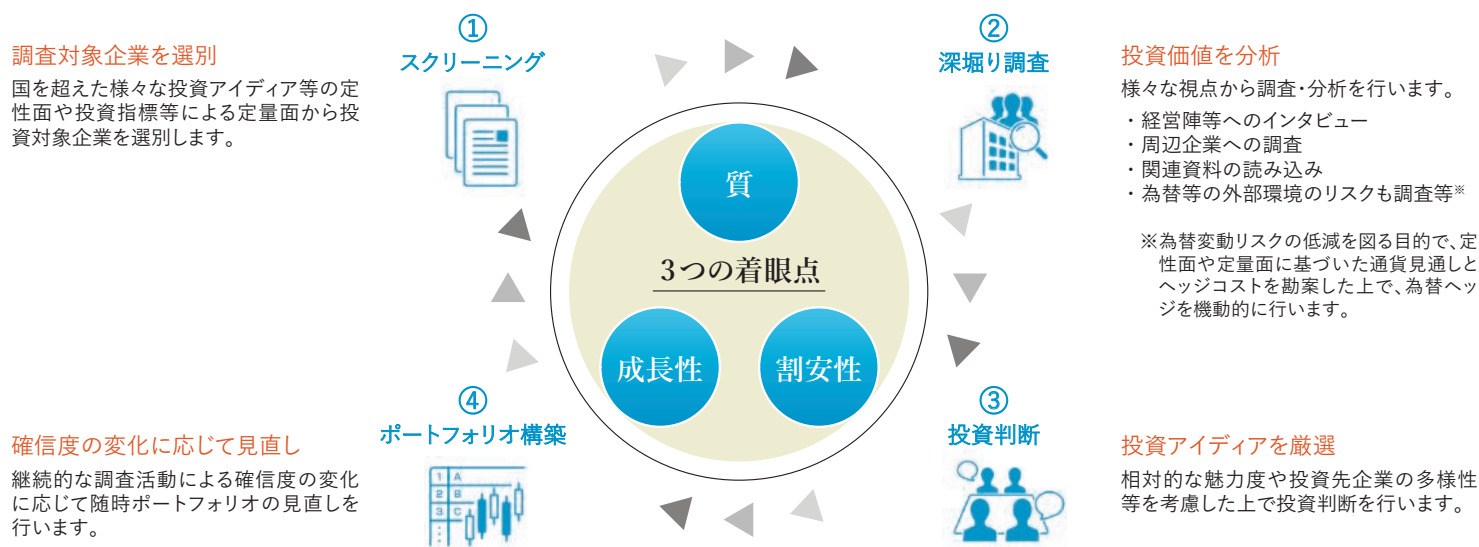 ①
スクリーニング
調査対象企業を選別
国を超えた様々な投資アイディア等の定
性面や投資指標等による定量面から投
資対象企業を選別します。
②
深堀り調査
投資価値を分析
様々な視点から調査・分析を行います。
・経営陣等へのインタビュー
・周辺企業への調査
・関連資料の読み込み
・為替等の外部環境のリスクも調査等※
※為替変動リスクの低減を図る目的で、定
性面や定量面に基づいた通貨見通しと
ヘッジコストを勘案した上で、為替ヘッ
ジを機動的に行います。
質
3つの着眼点
成長性
割安性
③
投資判断
投資アイディアを厳選
相対的な魅力度や投資先企業の多様性
等を考慮した上で投資判断を行います。
④
ポートフォリオ構築
1 A
2 B
3 C
確信度の変化に応じて見直し
継続的な調査活動による確信度の変化
に応じて随時ポートフォリオの見直しを
行います。